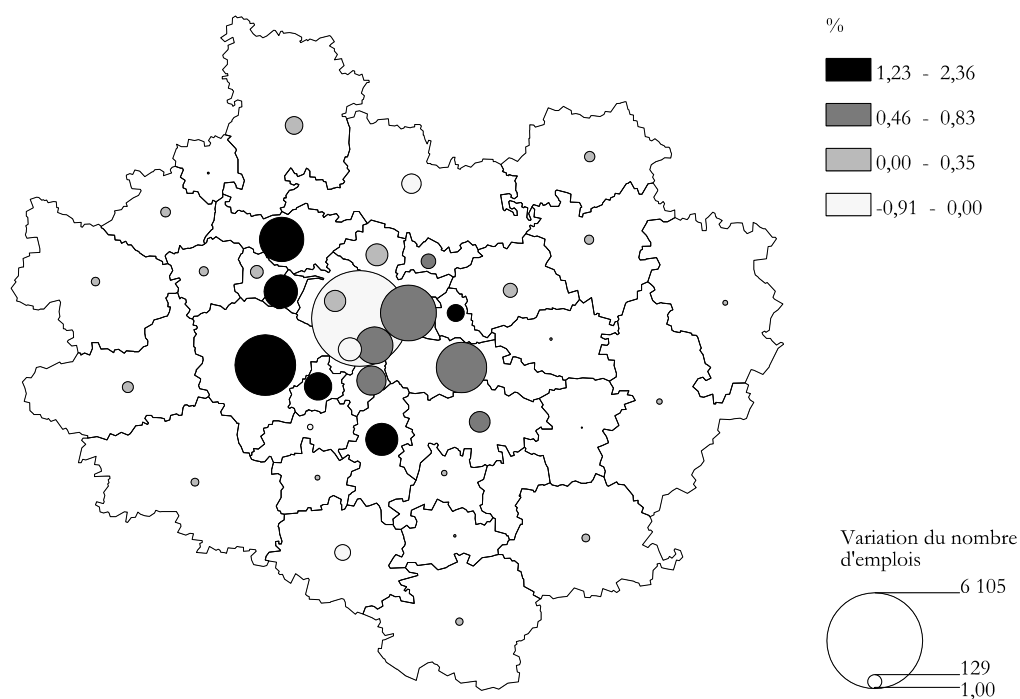 %
1,23 - 2,36
0,46 - 0,83
0,00 - 0,35
-0,91 - 0,00
Variation du nombre
d'emplois
6 105
129
1,00